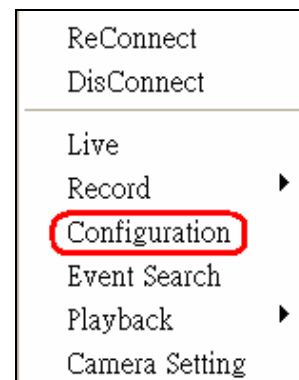 ReConnect
DisConnect
Live
Record
Configuration
Event Search
Playback
Camera Setting